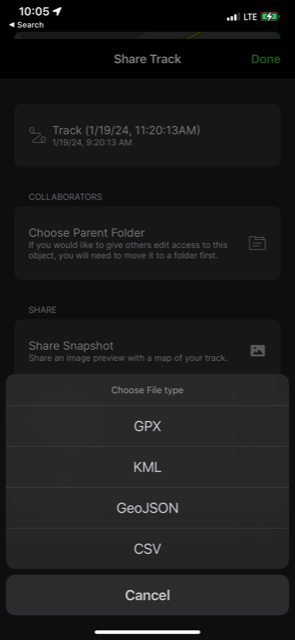 10:05
LTE
Search
Share Track
Done
Track (1/19/24, 11:20:13AM)
1/19/24, 9:20:13 AM
COLLABORATORS
Choose Parent Folder
If you would like to give others edit access to this
object, you will need to move it to a folder first.
SHARE
Share Snapshot
Share an image preview with a map of your track.
Choose File type
GPX
KML
GeoJSON
CSV
Cancel